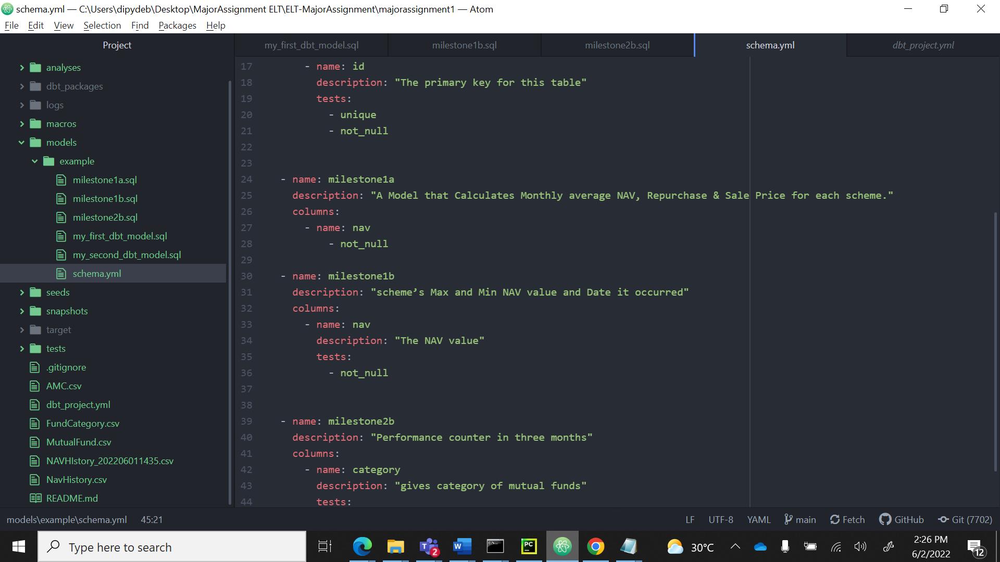 schema.yml — C:\Users\dipydeb\Desktop\MajorAssignment ELT\ELT-MajorAssignment\majorassignment1 — Atom
File Edit View Selection Find Packages Help
Project
analyses
dbt_packages
logs
macros
models
example
milestone1a.sql
milestone1b.sql
milestone2b.sql
my_first_dbt_model.sql
my_second_dbt_model.sql
schema.yml
seeds
snapshots
target
tests
.gitignore
AMC.csv
dbt_project.yml
FundCategory.csv
MutualFund.csv
NAVHIstory_202206011435.csv
NavHistory.csv
README.md
my_first_dbt_model.sql milestone1b.sql milestone2b.sql schema.yml dbt_project.yml
17 - name: id
18 description: "The primary key for this table"
19 tests:
20 - unique
21 - not_null
22
23
24 - name: milestone1a
25 description: "A Model that Calculates Monthly average NAV, Repurchase & Sale Price for each scheme."
26 columns:
27 - name: nav
28 - not_null
29
30 - name: milestone1b
31 description: "scheme’s Max and Min NAV value and Date it occurred"
32 columns:
33 - name: nav
34 description: "The NAV value"
35 tests:
36 - not_null
37
38
39 - name: milestone2b
40 description: "Performance counter in three months"
41 columns:
42 - name: category
43 description: "gives category of mutual funds"
44 tests:
models\example\schema.yml 45:21 LF UTF-8 YAML main Fetch GitHub Git (7702)
Type here to search
T
2
W
C:\
PC
30°C
2:26 PM
6/2/2022
12